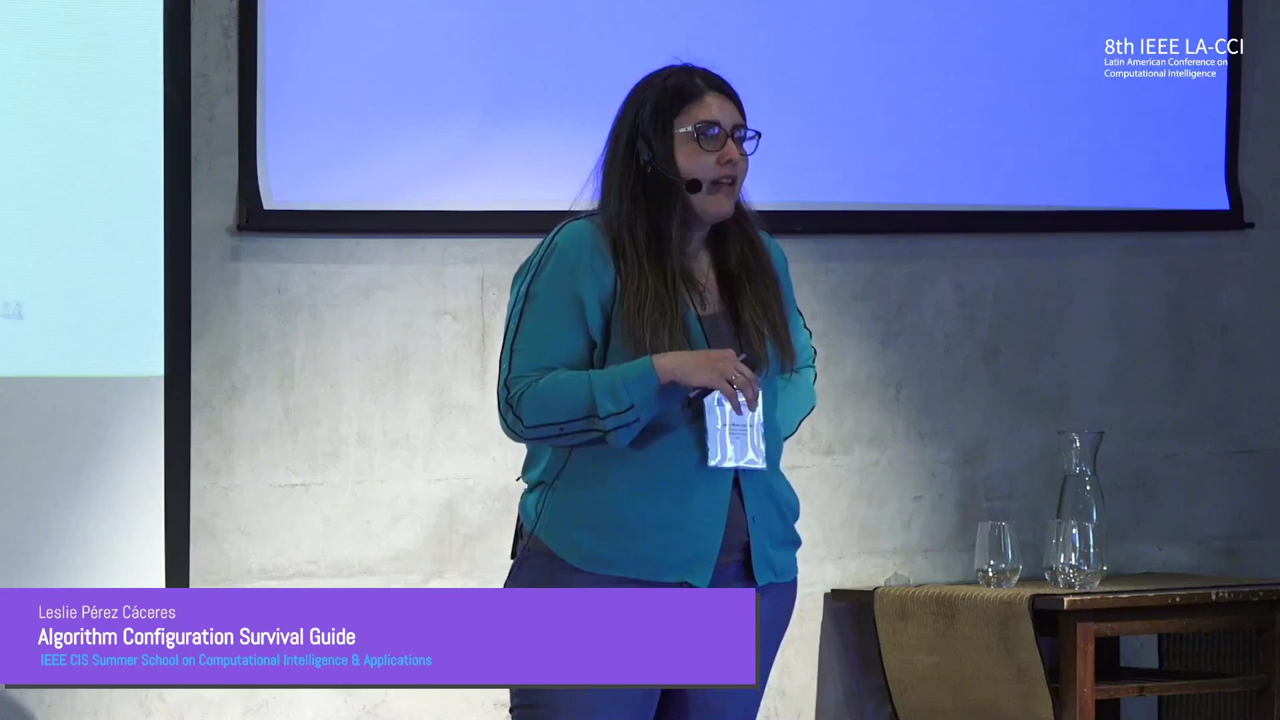 8th IEEE LA-CCI
Latin American Conference on
Computational Intelligence
Leslie Pérez Cáceres
Algorithm Configuration Survival Guide
IEEE CIS Summer School on Computational Intelligence & Applications